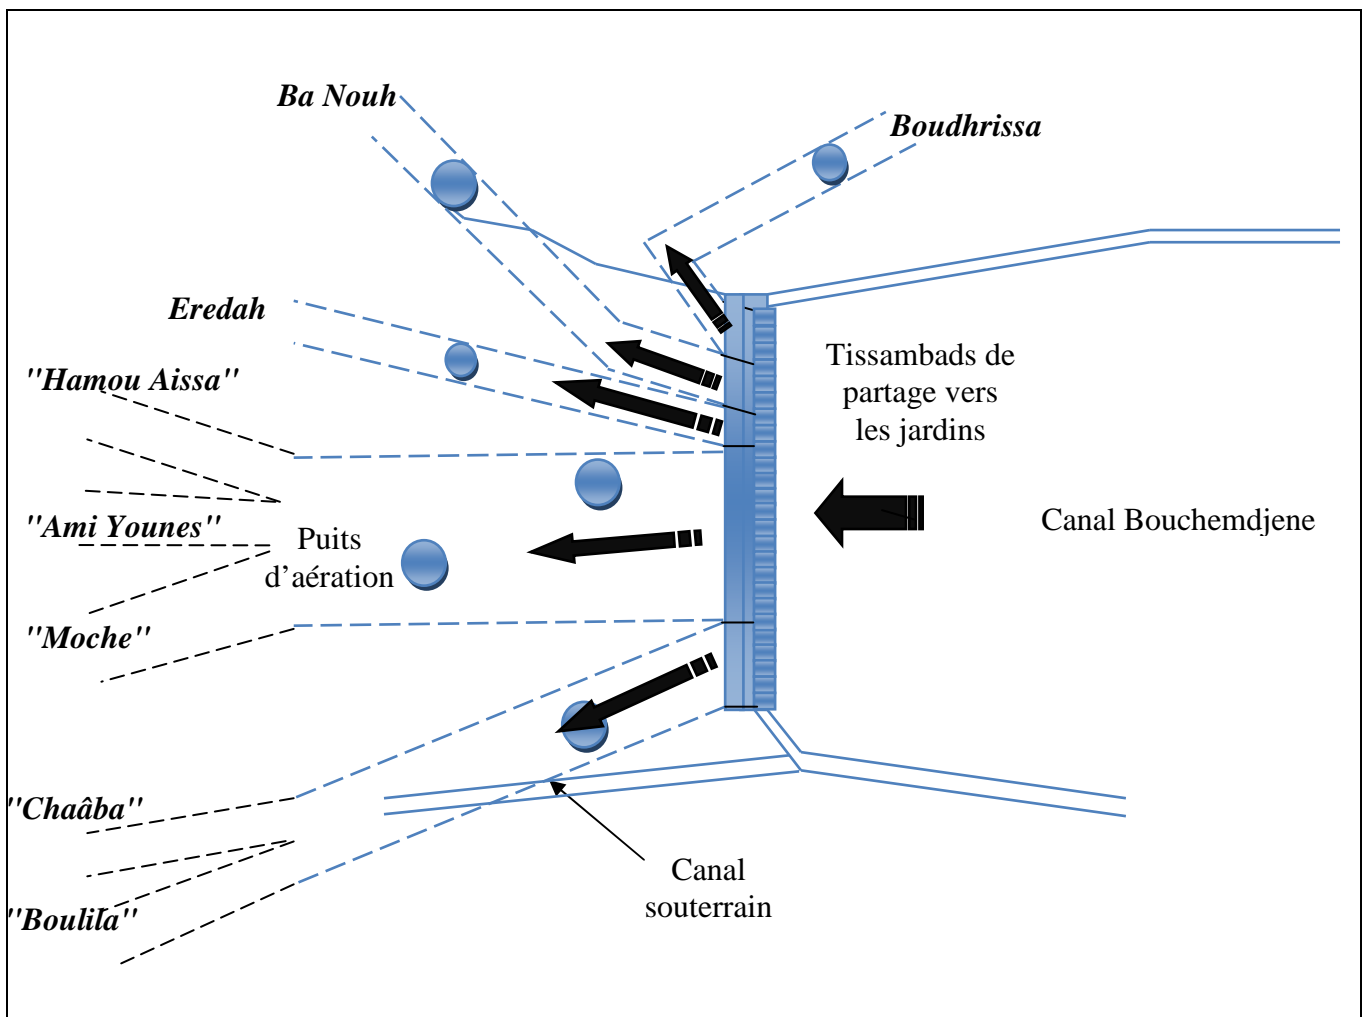 Ba Nouh
Boudhrissa
Eredah
"Hamou Aissa"
Tissambads de
partage vers
les jardins
"Ami Younes"
Puits
d'aération
Canal Bouchemdjene
"Moche"
"Chaâba"
"Boulila"
Canal
souterrain